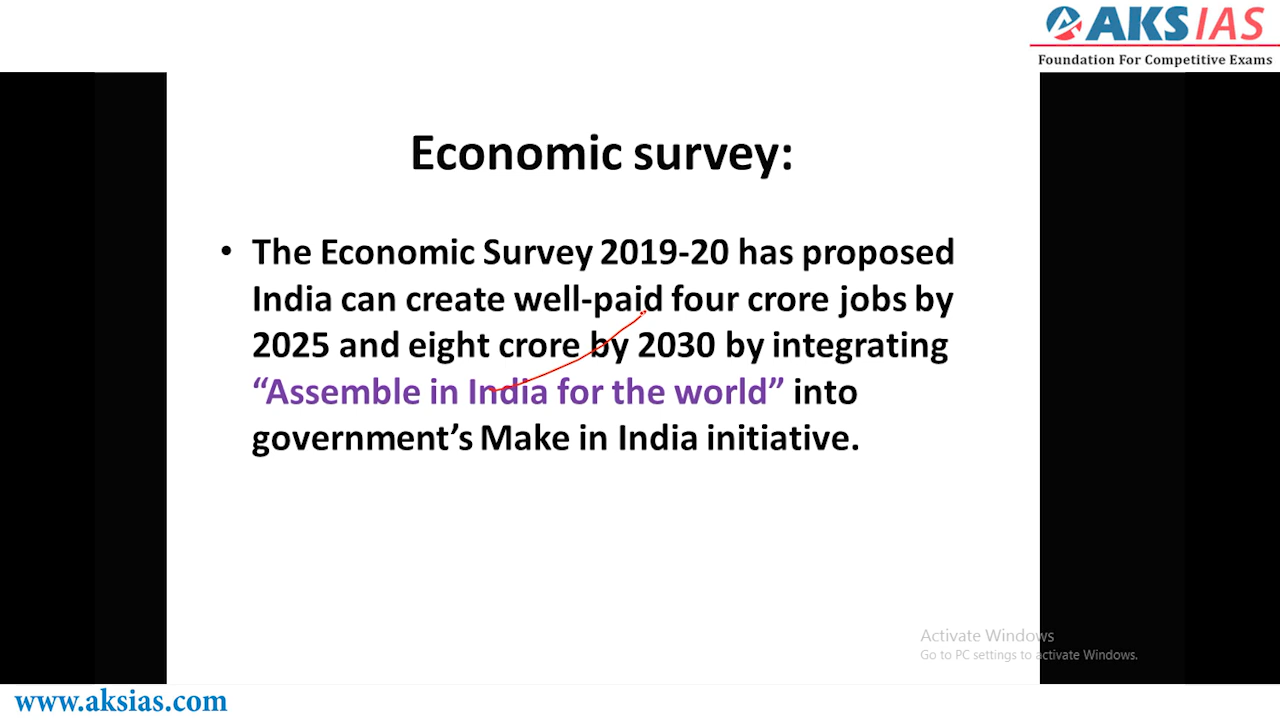 AKS IAS
Foundation For Competitive Exams
Economic survey:
• The Economic Survey 2019-20 has proposed
India can create well-paid four crore jobs by
2025 and eight crore by 2030 by integrating
“Assemble in India for the world” into
government’s Make in India initiative.
Activate Windows
Go to PC settings to activate Windows.
www.aksias.com